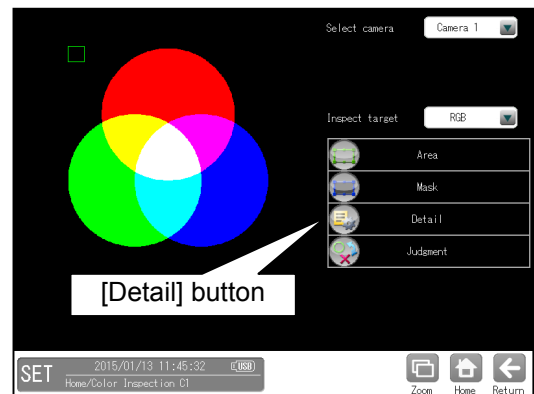 Select camera
Camera 1
Inspect target
RGB
Area
Mask
Detail
Judgment
[Detail] button
SET
2015/01/13 11:45:32
USB
Home/Color Inspection C1
Zoom
Home
Return